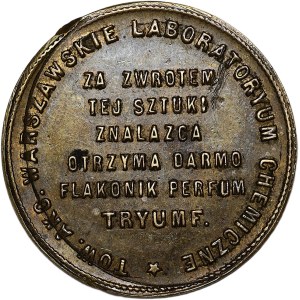 TOW. AKC. WARSZAWSKIE LABORATORYUM CHEMICZNE
ZA ZWROTEM
TEJ SZTUKI
ZNALAZCA
OTRZYMA DARMO
FLAKONIK PERFUM
TRYUMF.